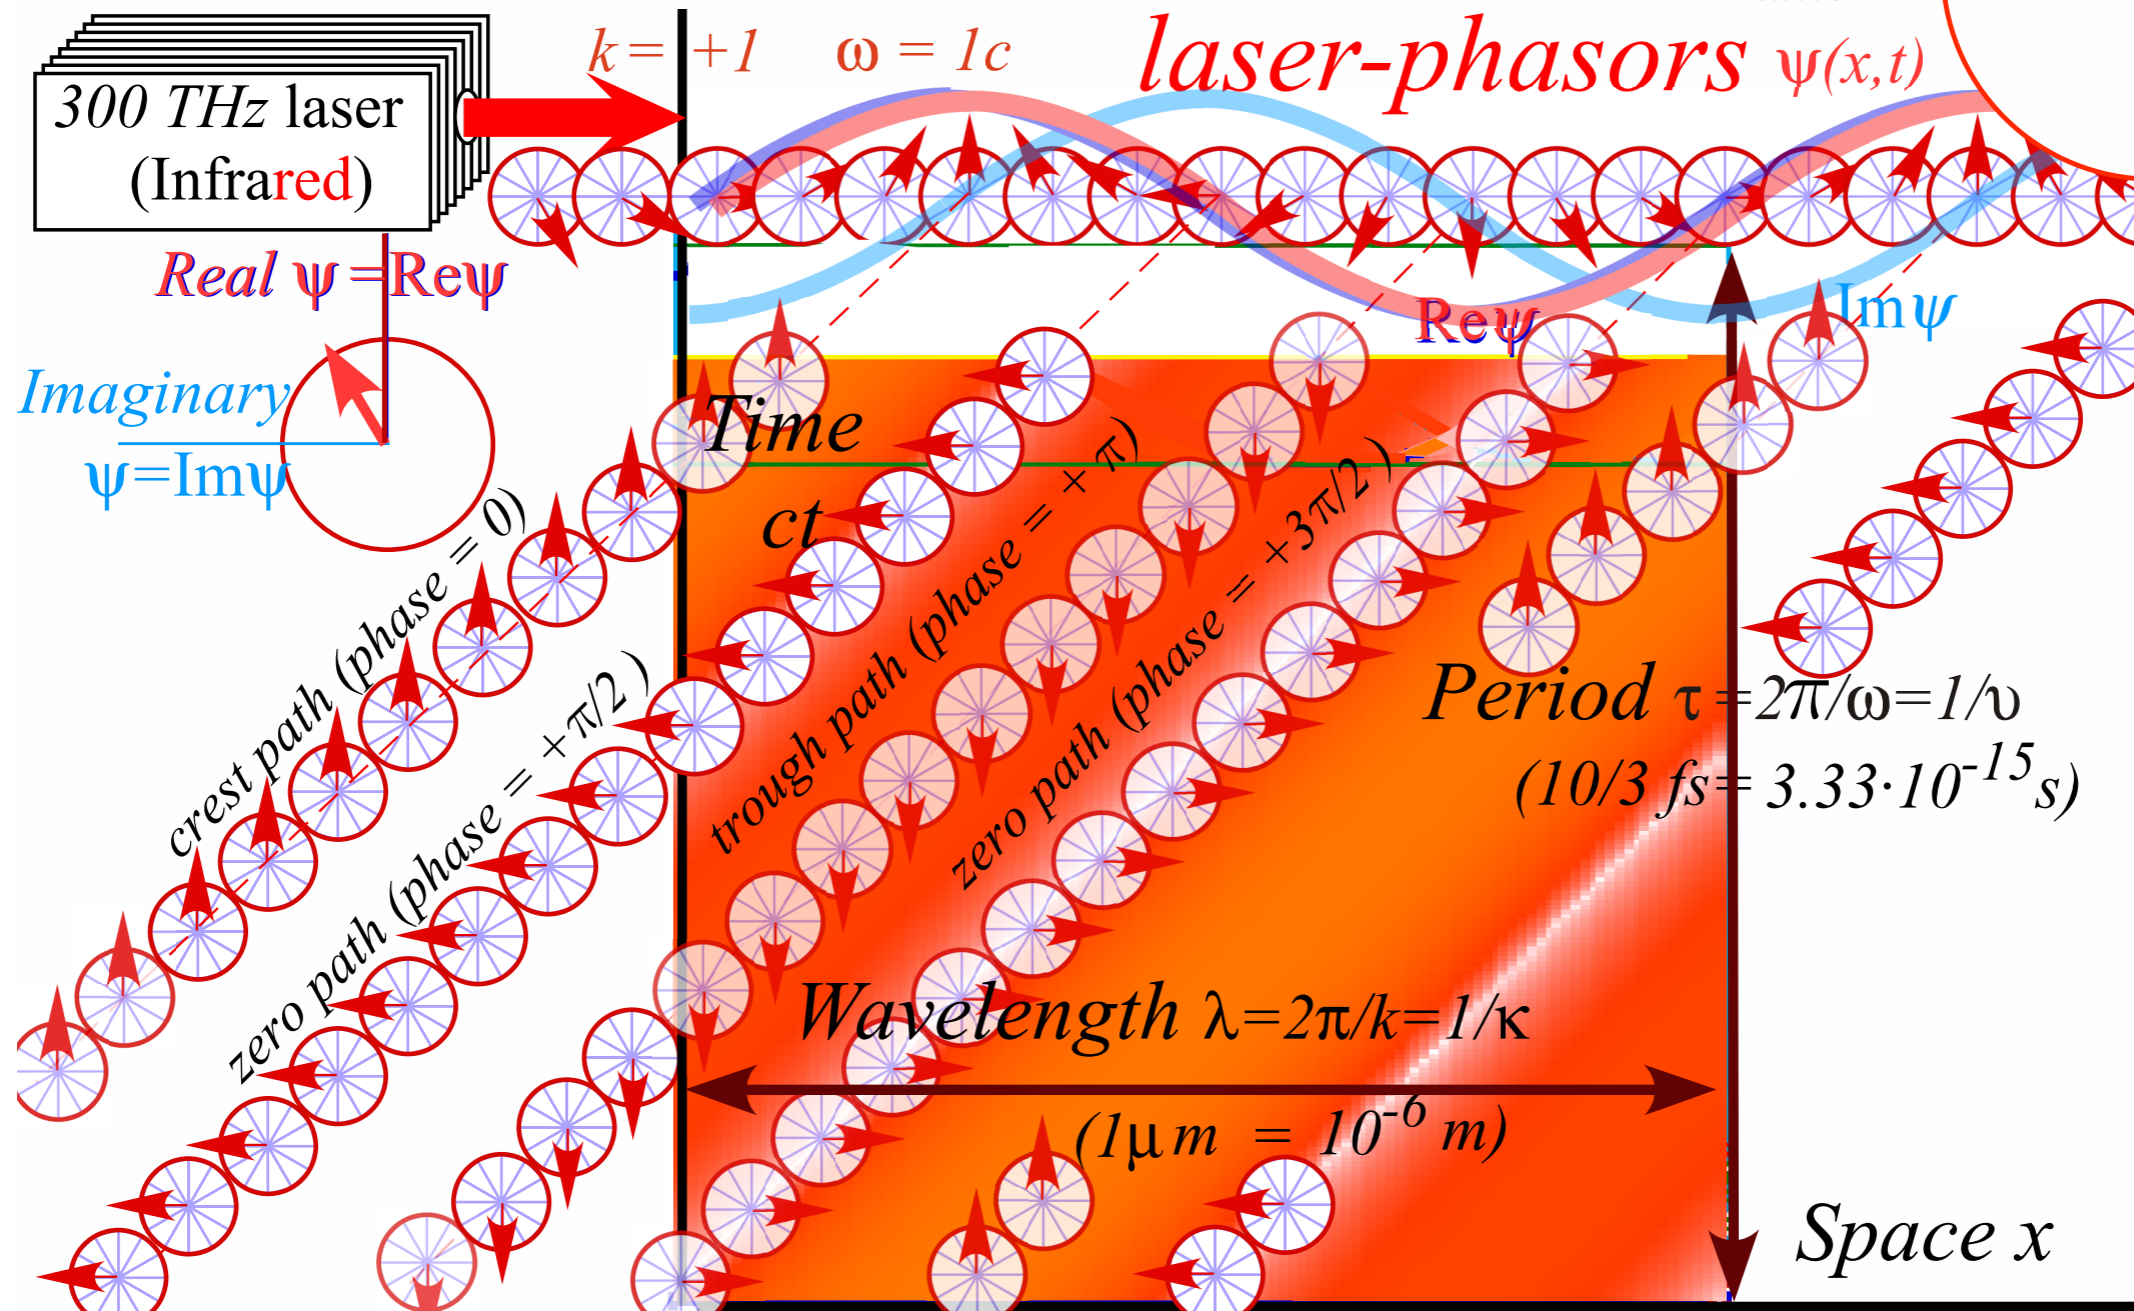 k = +1 ω = 1c
laser-phasors ψ(x,t)
300 THz laser
(Infrared)
Real ψ =Reψ
Imaginary
ψ=Imψ
Reψ
Imψ
Time
ct
crest path (phase = 0)
zero path (phase = +π/2 )
trough path (phase = + π)
zero path (phase = +3π/2 )
Period τ =2π/ω=1/υ
(10/3 fs= 3.33·10⁻¹⁵s)
Wavelength λ=2π/k=1/κ
(1μm = 10⁻⁶ m)
Space x